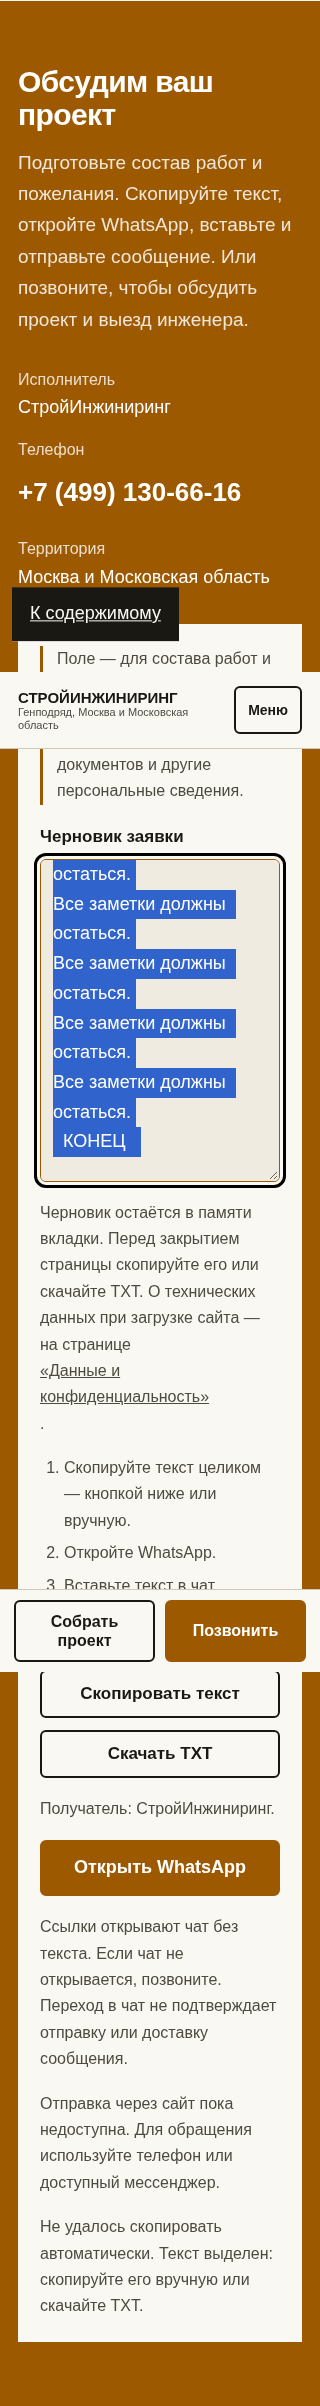 Обсудим ваш
проект
Подготовьте состав работ и
пожелания. Скопируйте текст,
откройте WhatsApp, вставьте и
отправьте сообщение. Или
позвоните, чтобы обсудить
проект и выезд инженера.
Исполнитель
СтройИнжиниринг
Телефон
+7 (499) 130-66-16
Территория
Москва и Московская область
К содержимому
Поле — для состава работ и
СТРОЙИНЖИНИРИНГ
Генподряд, Москва и Московская
область
Меню
документов и другие
персональные сведения.
Черновик заявки
остаться.
Все заметки должны
остаться.
Все заметки должны
остаться.
Все заметки должны
остаться.
Все заметки должны
остаться.
КОНЕЦ
Черновик остаётся в памяти
вкладки. Перед закрытием
страницы скопируйте его или
скачайте TXT. О технических
данных при загрузке сайта —
на странице
«Данные и
конфиденциальность»
.
1. Скопируйте текст целиком
— кнопкой ниже или
вручную.
2. Откройте WhatsApp.
3. Вставьте текст в чат
Собрать
проект
Позвонить
Скопировать текст
Скачать TXT
Получатель: СтройИнжиниринг.
Открыть WhatsApp
Ссылки открывают чат без
текста. Если чат не
открывается, позвоните.
Переход в чат не подтверждает
отправку или доставку
сообщения.
Отправка через сайт пока
недоступна. Для обращения
используйте телефон или
доступный мессенджер.
Не удалось скопировать
автоматически. Текст выделен:
скопируйте его вручную или
скачайте TXT.